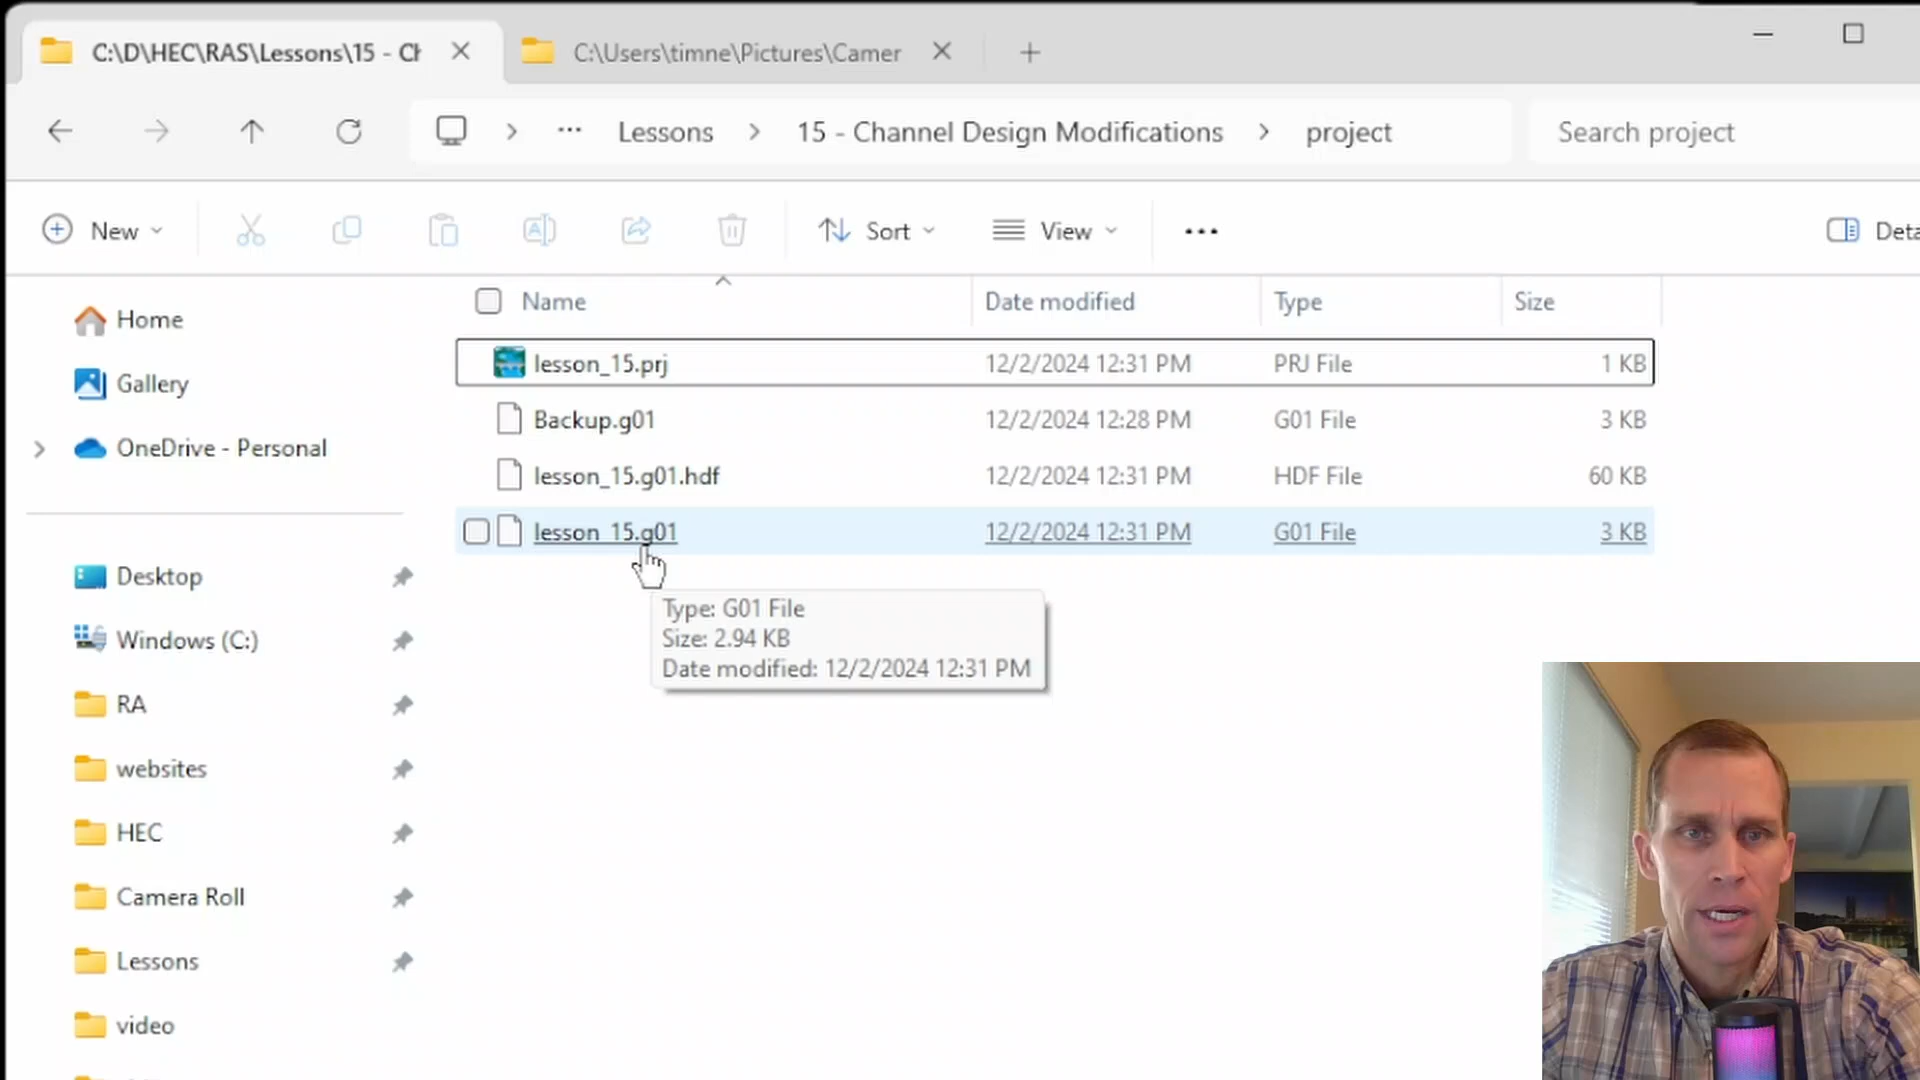 C:\D\HEC\RAS\Lessons\15 - Ch
C:\Users\timne\Pictures\Camer
Lessons > 15 - Channel Design Modifications > project
Search project
New
Sort
View
Deta
Name Date modified Type Size
lesson_15.prj 12/2/2024 12:31 PM PRJ File 1 KB
Backup.g01 12/2/2024 12:28 PM G01 File 3 KB
lesson_15.g01.hdf 12/2/2024 12:31 PM HDF File 60 KB
lesson_15.g01 12/2/2024 12:31 PM G01 File 3 KB
Type: G01 File
Size: 2.94 KB
Date modified: 12/2/2024 12:31 PM
Home
Gallery
OneDrive - Personal
Desktop
Windows (C:)
RA
websites
HEC
Camera Roll
Lessons
video